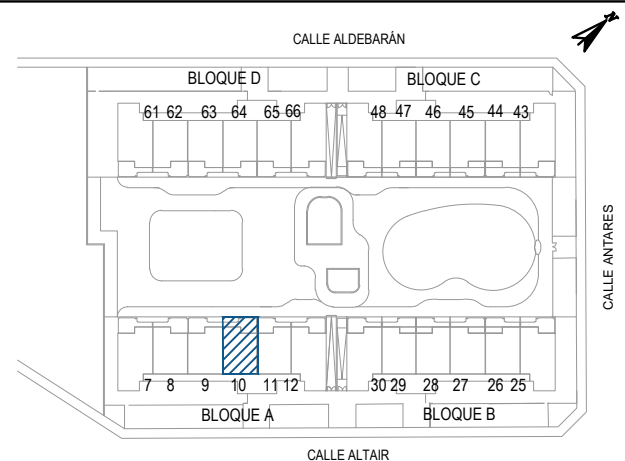 CALLE ALDEBARÁN
BLOQUE D BLOQUE C
61 62 63 64 65 66 48 47 46 45 44 43
CALLE ANTARES
7 8 9 10 11 12 30 29 28 27 26 25
BLOQUE A BLOQUE B
CALLE ALTAIR